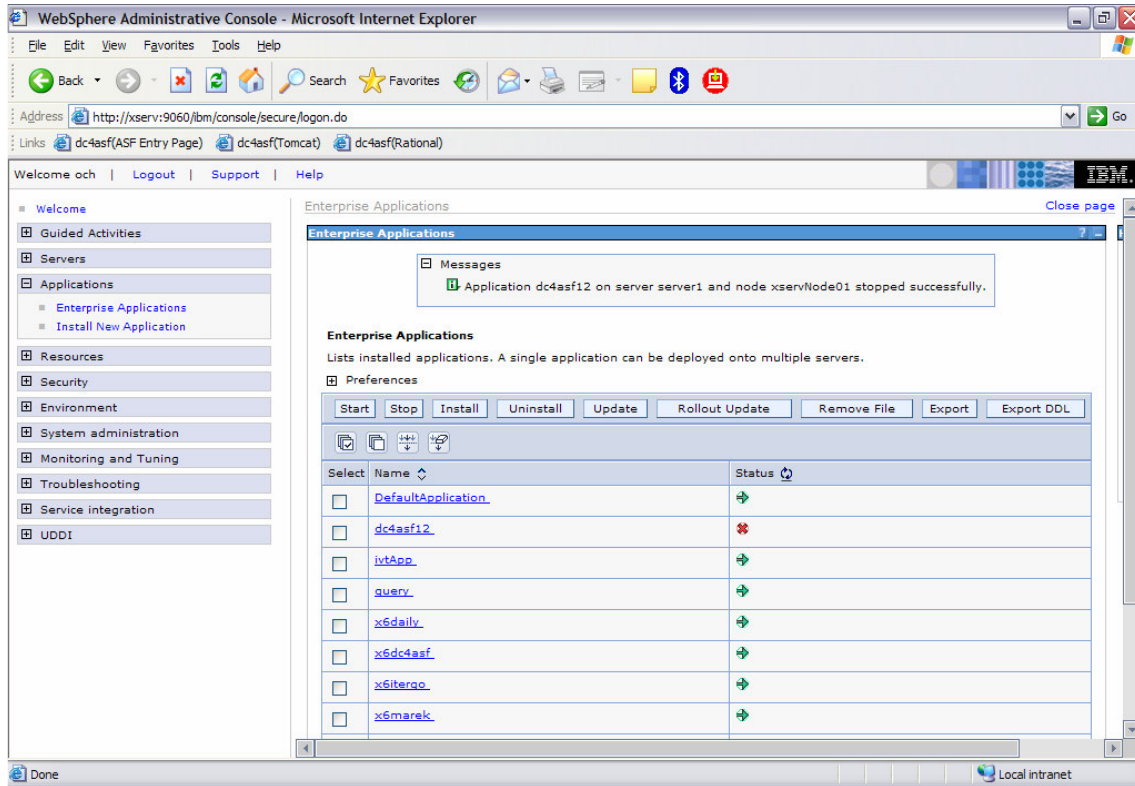 WebSphere Administrative Console - Microsoft Internet Explorer
File Edit View Favorites Tools Help
Back Search Favorites
Address http://xserv:9060/ibm/console/secure/logon.do Go
Links dc4asf(ASF Entry Page) dc4asf(Tomcat) dc4asf(Rational)
Welcome och | Logout | Support | Help IBM.
Welcome
Guided Activities
Servers
Applications
Enterprise Applications
Install New Application
Resources
Security
Environment
System administration
Monitoring and Tuning
Troubleshooting
Service integration
UDDI
Enterprise Applications Close page
Enterprise Applications ?
Messages
Application dc4asf12 on server server1 and node xservNode01 stopped successfully.
Enterprise Applications
Lists installed applications. A single application can be deployed onto multiple servers.
Preferences
Start Stop Install Uninstall Update Rollout Update Remove File Export Export DDL
Select Name Status
DefaultApplication
dc4asf12
ivtApp
query
x6daily
x6dc4asf
x6itergo
x6marek
Done Local intranet